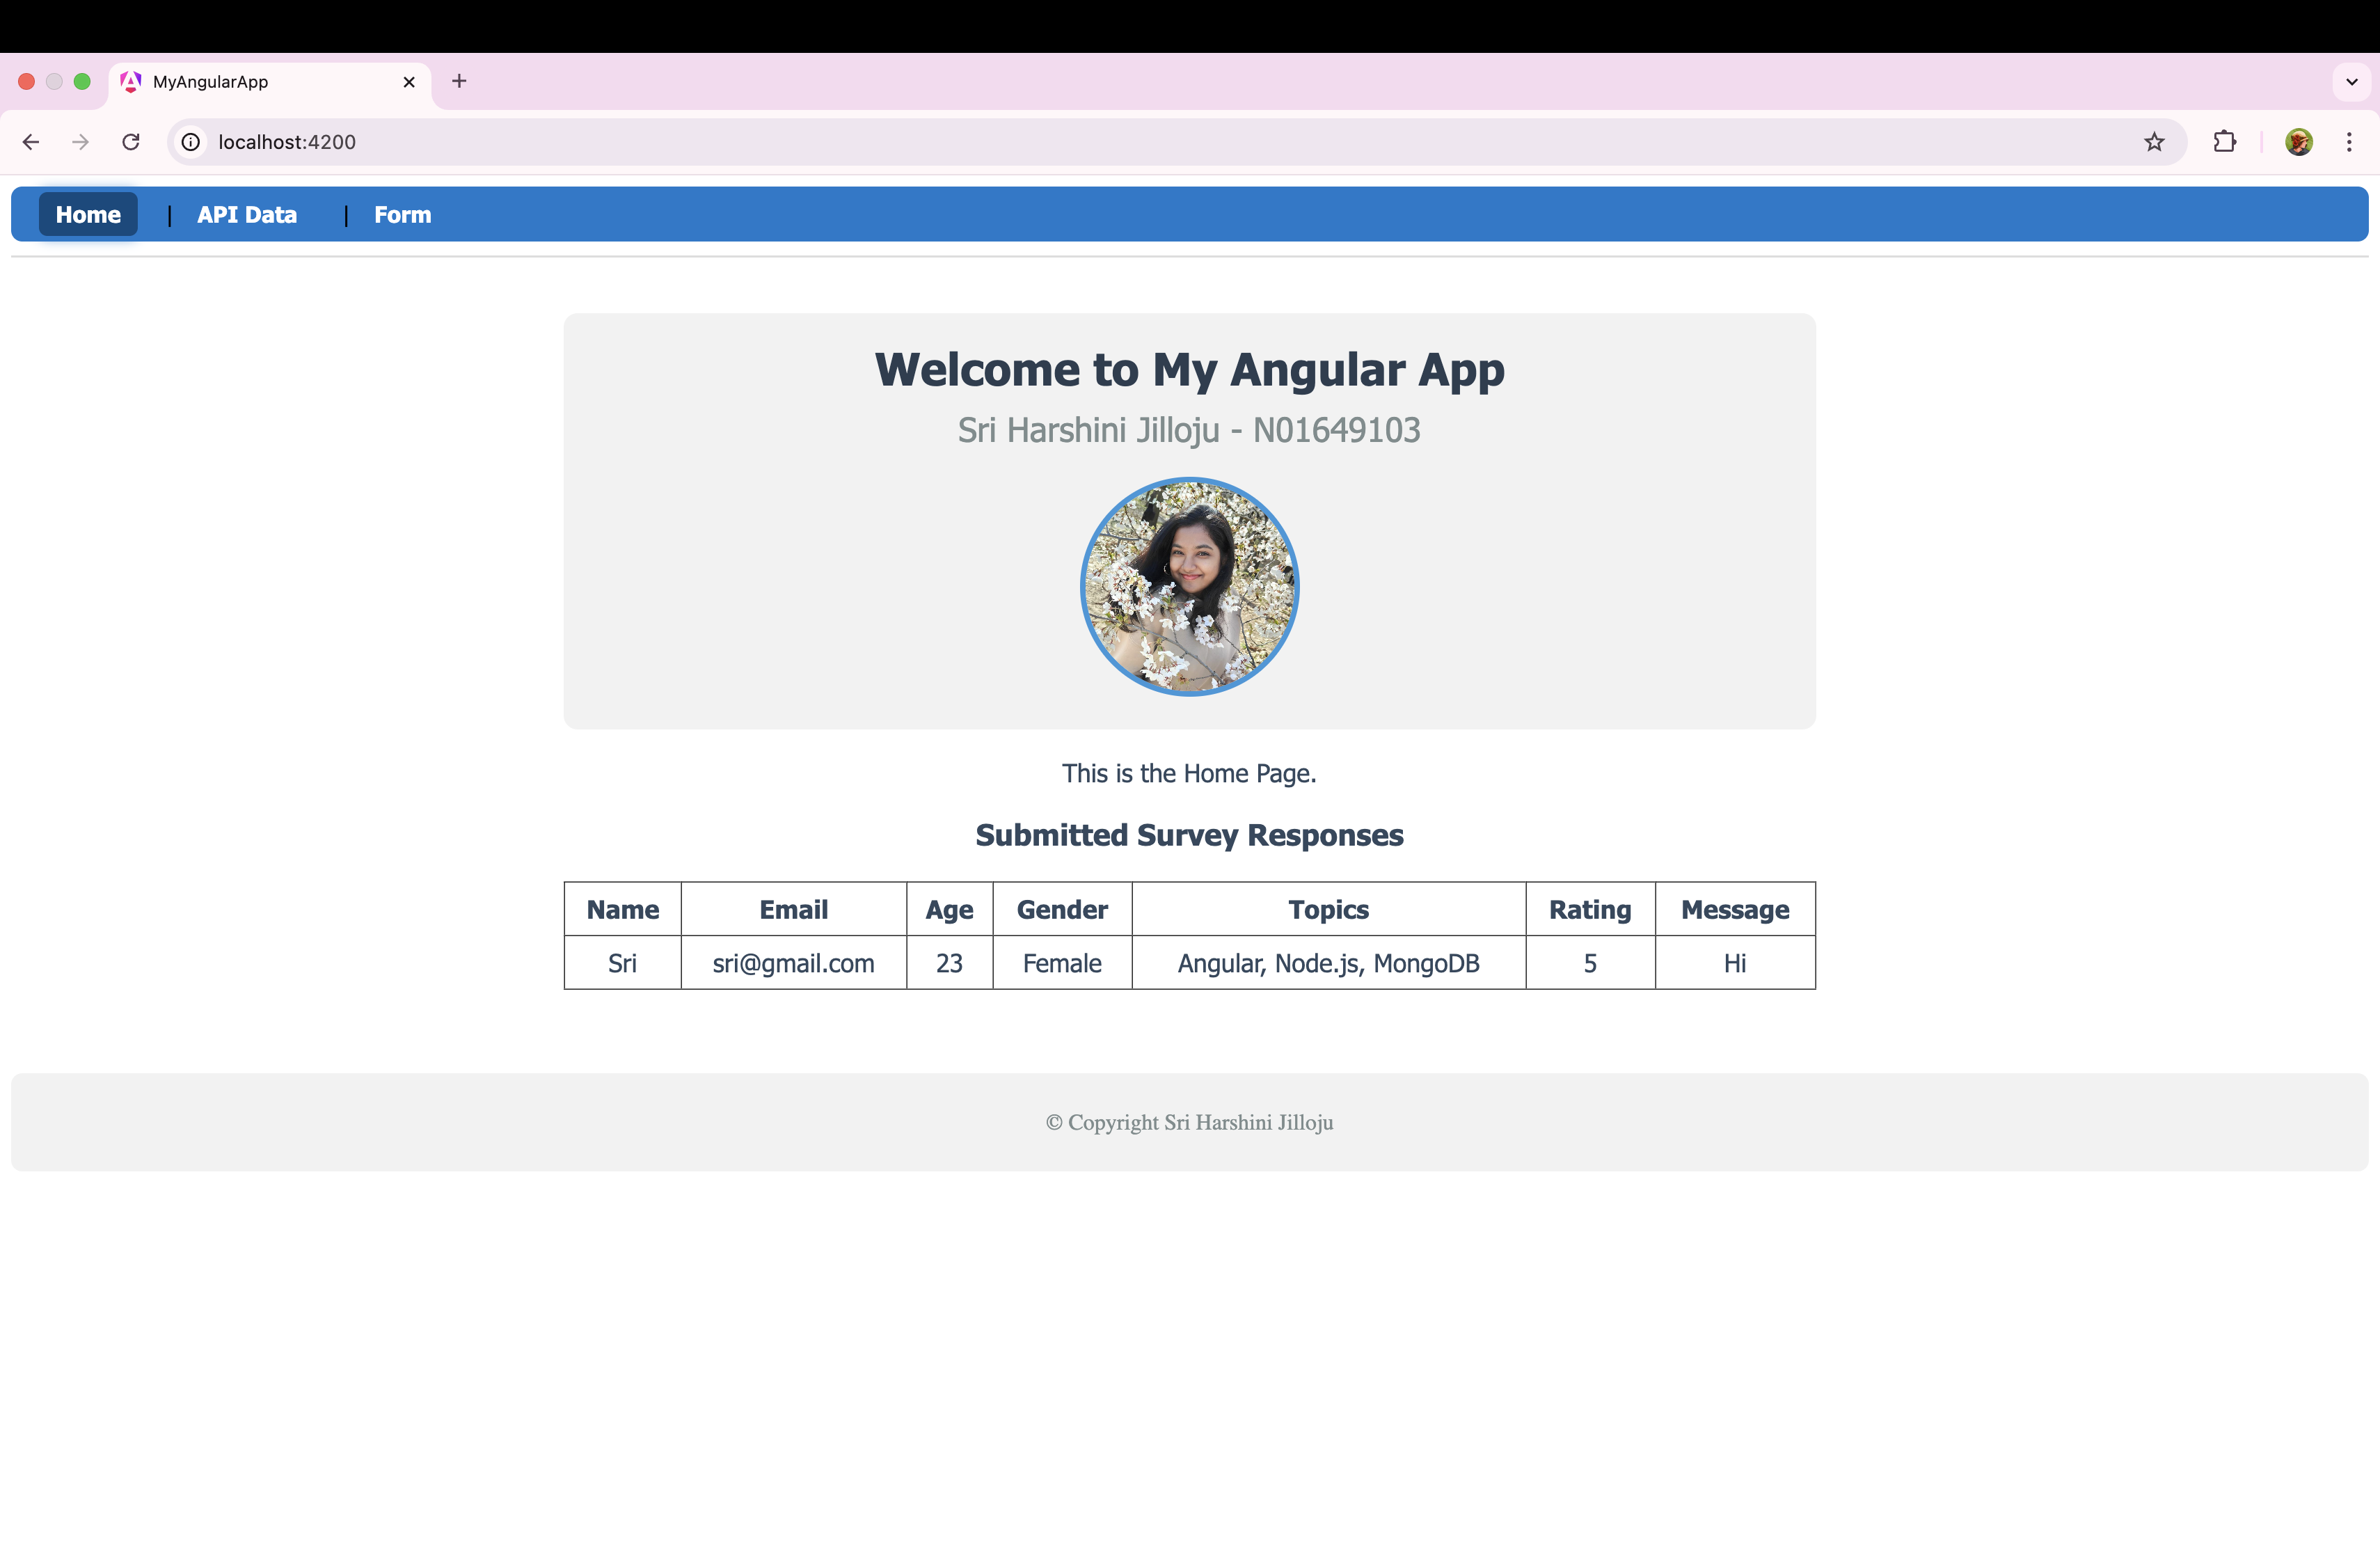 MyAngularApp
localhost:4200
Home | API Data | Form
Welcome to My Angular App
Sri Harshini Jilloju - N01649103
This is the Home Page.
Submitted Survey Responses
Name Email Age Gender Topics Rating Message
Sri sri@gmail.com 23 Female Angular, Node.js, MongoDB 5 Hi
© Copyright Sri Harshini Jilloju